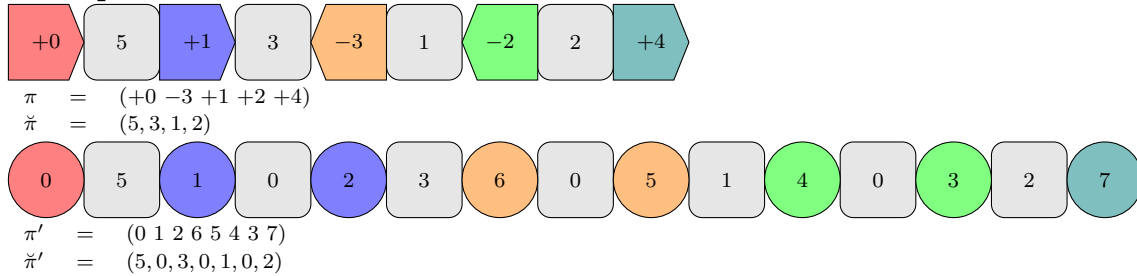 +0 5 +1 3 −3 1 −2 2 +4
π = (+0 −3 +1 +2 +4)
π̆ = (5, 3, 1, 2)
0 5 1 0 2 3 6 0 5 1 4 0 3 2 7
π′ = (0 1 2 6 5 4 3 7)
π̆′ = (5, 0, 3, 0, 1, 0, 2)